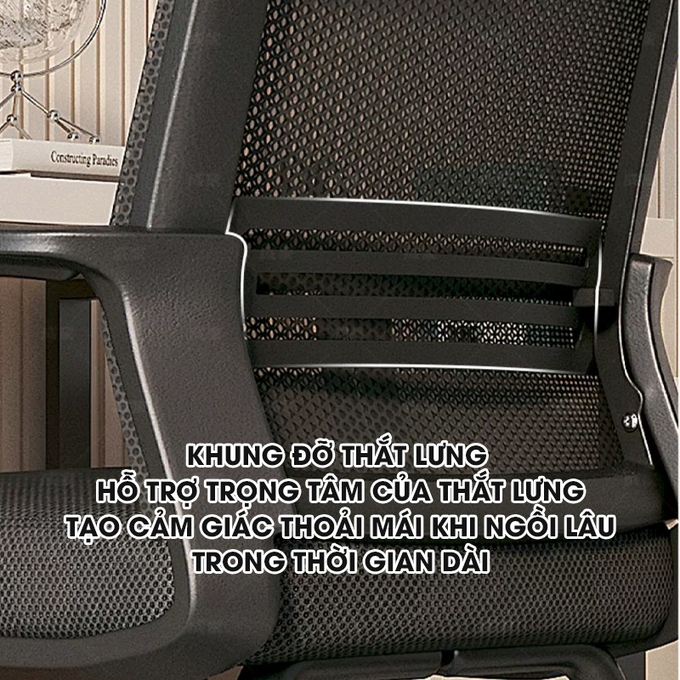 Constructing Paradies
KHUNG ĐỠ THẮT LƯNG
HỖ TRỢ TRỌNG TÂM CỦA THẮT LƯNG
TẠO CẢM GIÁC THOẢI MÁI KHI NGỒI LÂU
TRONG THỜI GIAN DÀI